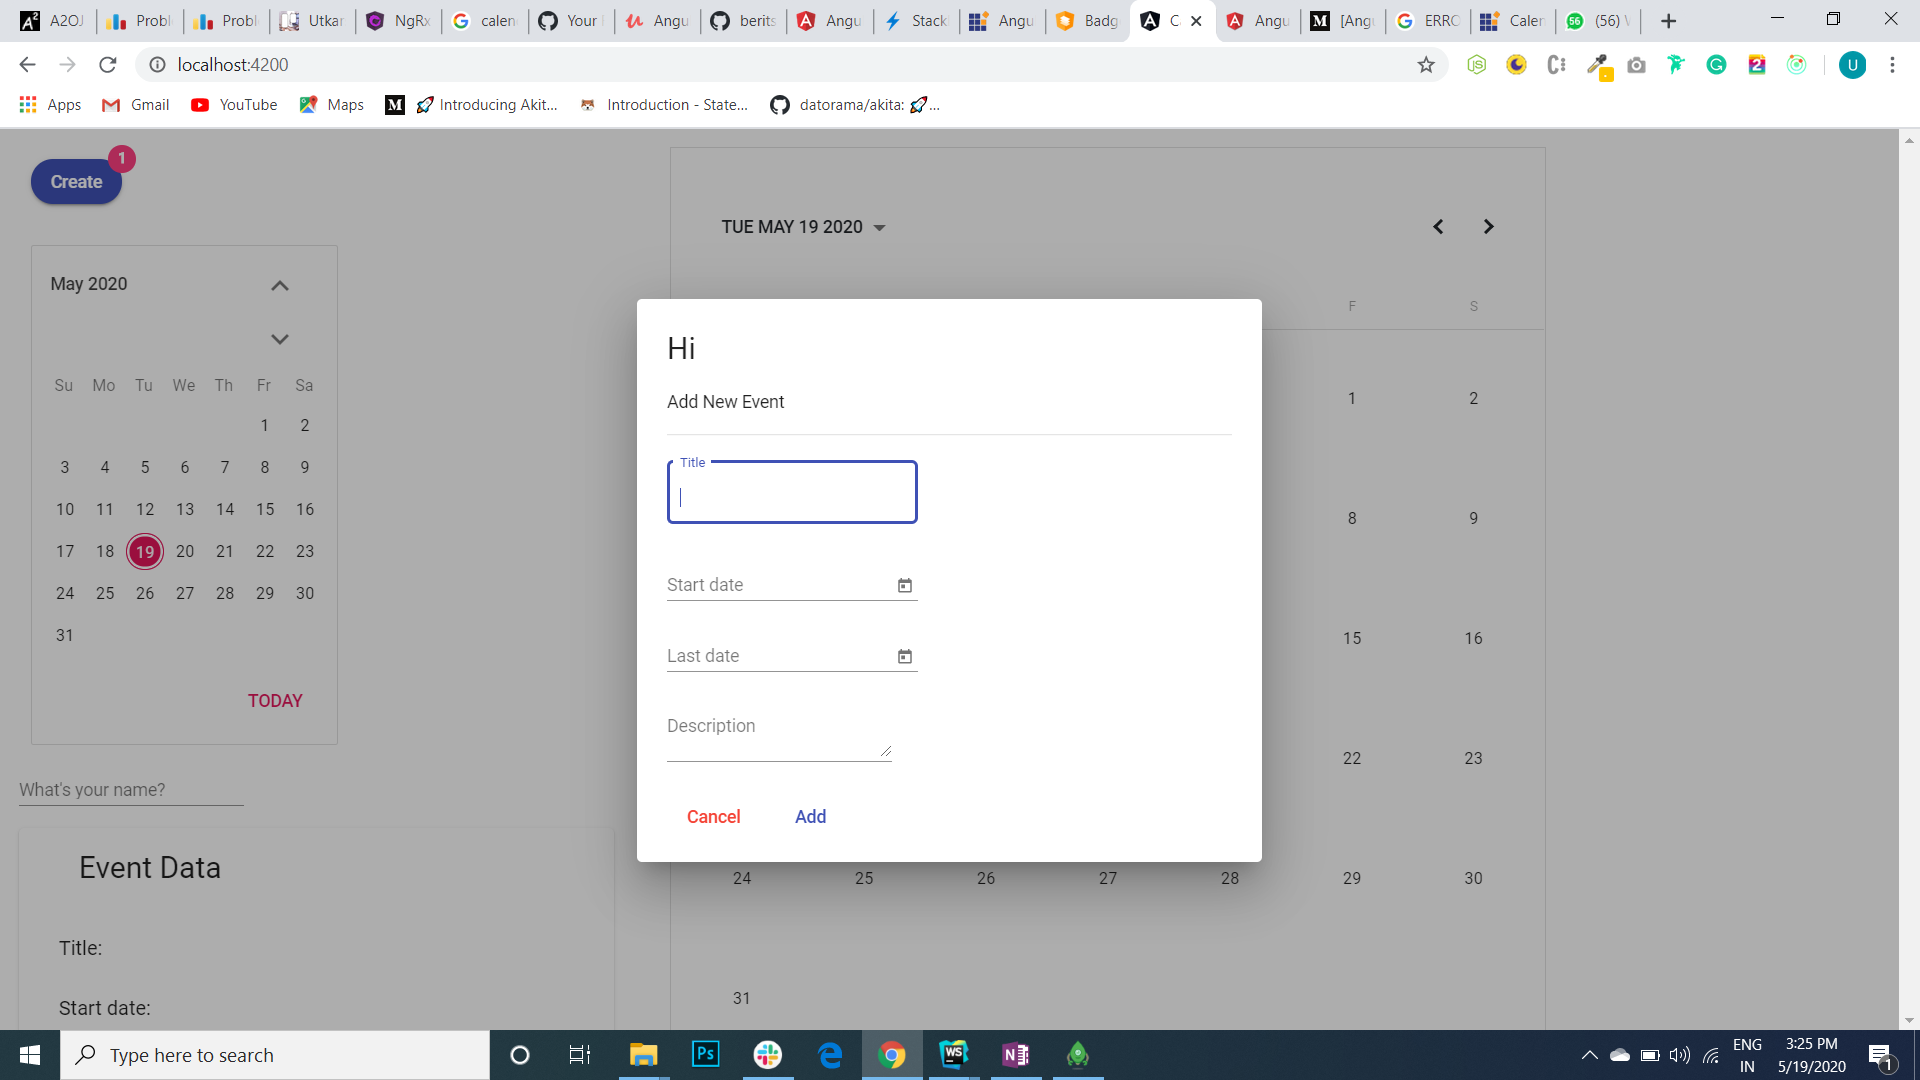 A2OJ
Probl
Probl
Utkar
NgRx
calen
Your
Angu
berits
Angu
Stack
Angu
Badg
Ca
Angu
[Angu
ERRO
Calen
(56)
localhost:4200
U
Apps
Gmail
YouTube
Maps
Introducing Akit...
Introduction - State...
datorama/akita: 🚀...
Create
1
May 2020
Su Mo Tu We Th Fr Sa
1 2
3 4 5 6 7 8 9
10 11 12 13 14 15 16
17 18 19 20 21 22 23
24 25 26 27 28 29 30
31
TODAY
What's your name?
Event Data
Title:
Start date:
TUE MAY 19 2020
F S
1 2
8 9
15 16
22 23
24 25 26 27 28 29 30
31
Hi
Add New Event
Title
Start date
Last date
Description
Cancel
Add
Type here to search
ENG
IN
3:25 PM
5/19/2020
1